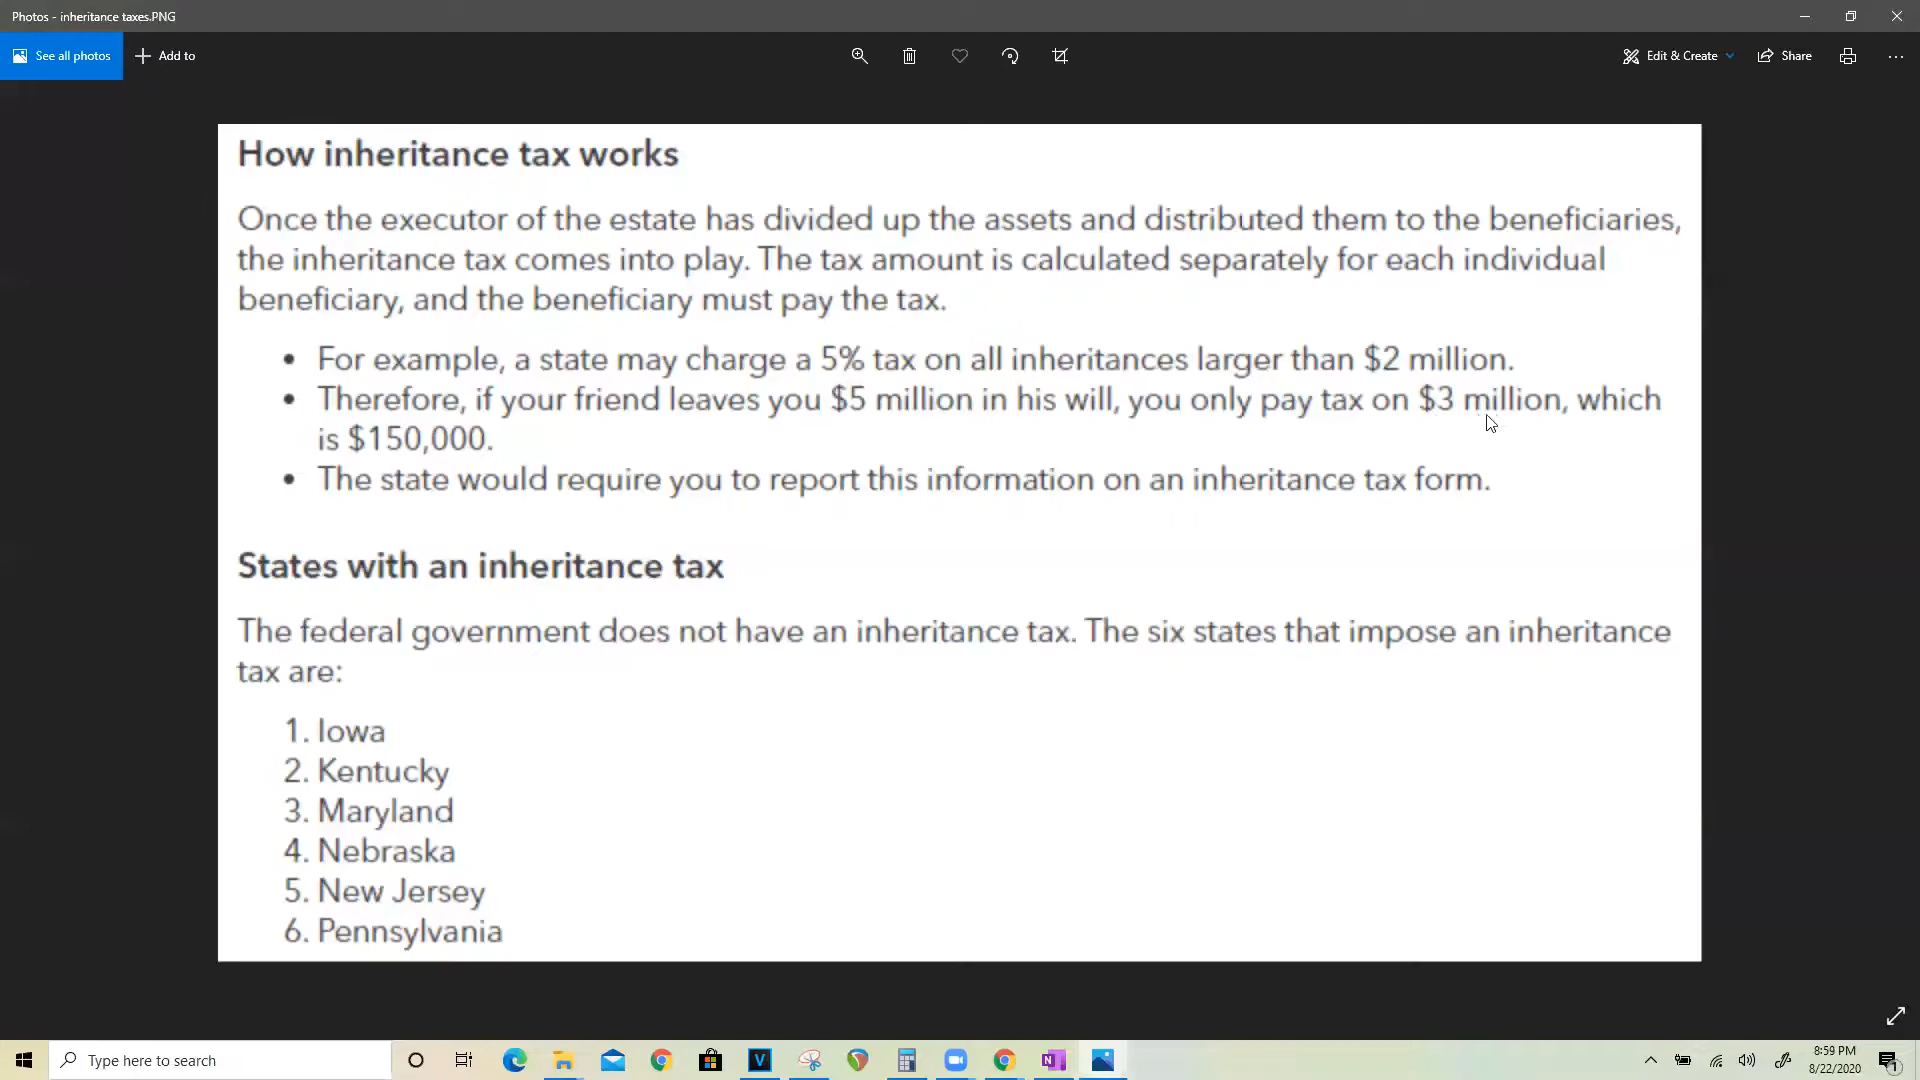 Photos - inheritance taxes.PNG
See all photos
Add to
Edit & Create
Share
How inheritance tax works
Once the executor of the estate has divided up the assets and distributed them to the beneficiaries,
the inheritance tax comes into play. The tax amount is calculated separately for each individual
beneficiary, and the beneficiary must pay the tax.
• For example, a state may charge a 5% tax on all inheritances larger than $2 million.
• Therefore, if your friend leaves you $5 million in his will, you only pay tax on $3 million, which
is $150,000.
• The state would require you to report this information on an inheritance tax form.
States with an inheritance tax
The federal government does not have an inheritance tax. The six states that impose an inheritance
tax are:
1. Iowa
2. Kentucky
3. Maryland
4. Nebraska
5. New Jersey
6. Pennsylvania
Type here to search
8:59 PM
8/22/2020